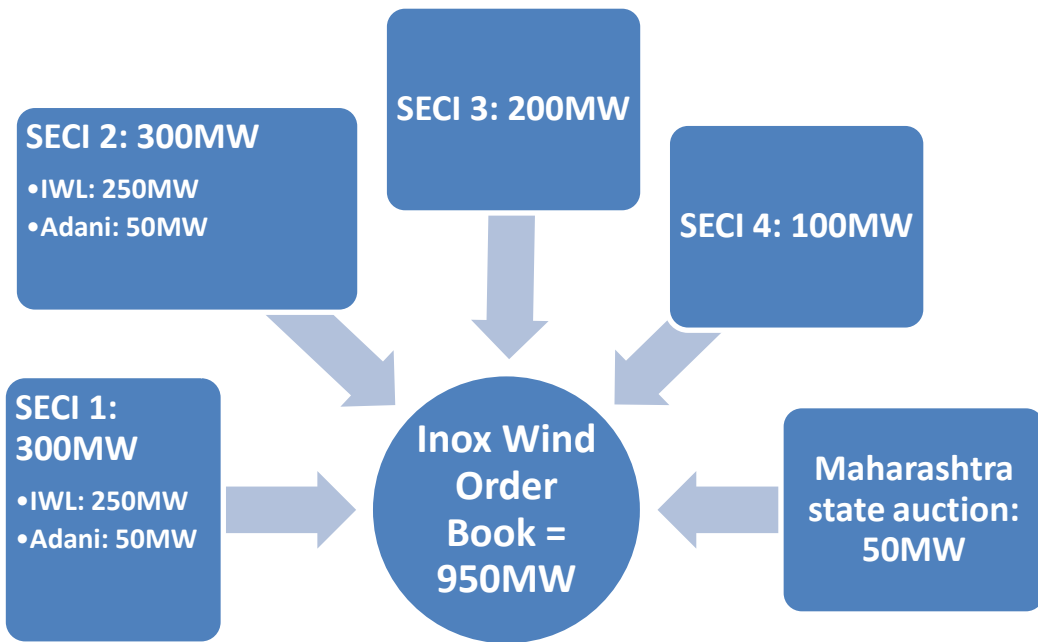 SECI 3: 200MW
SECI 2: 300MW
•IWL: 250MW
•Adani: 50MW
SECI 4: 100MW
SECI 1:
300MW
•IWL: 250MW
•Adani: 50MW
Inox Wind
Order
Book =
950MW
Maharashtra
state auction:
50MW